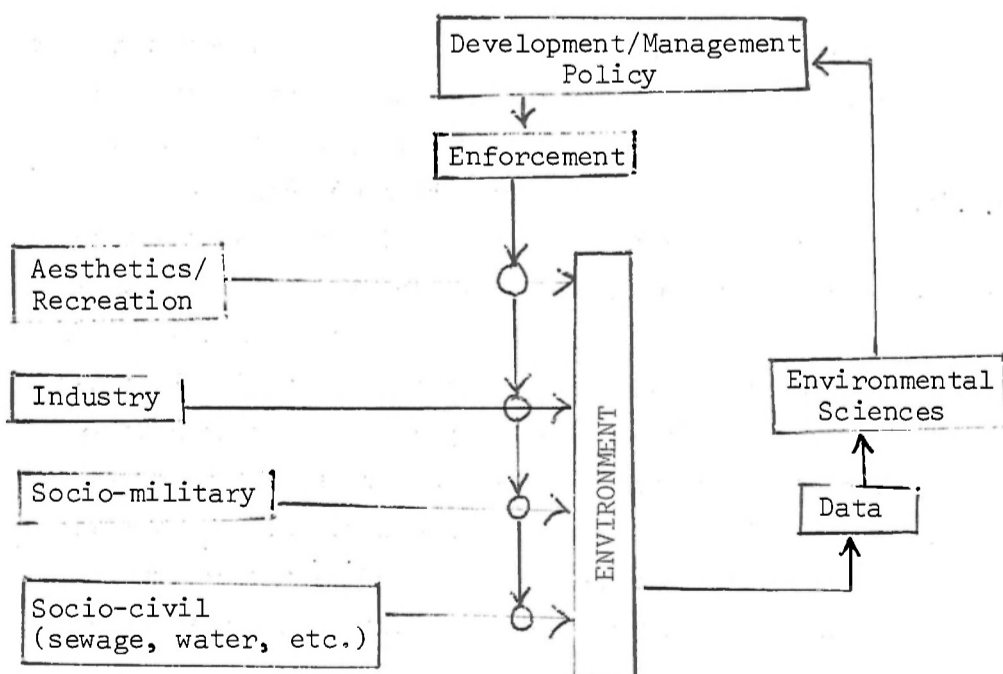 Development/Management
Policy
Enforcement
Aesthetics/
Recreation
Industry
Environmental
Sciences
Socio-military
Data
ENVIRONMENT
Socio-civil
(sewage, water, etc.)